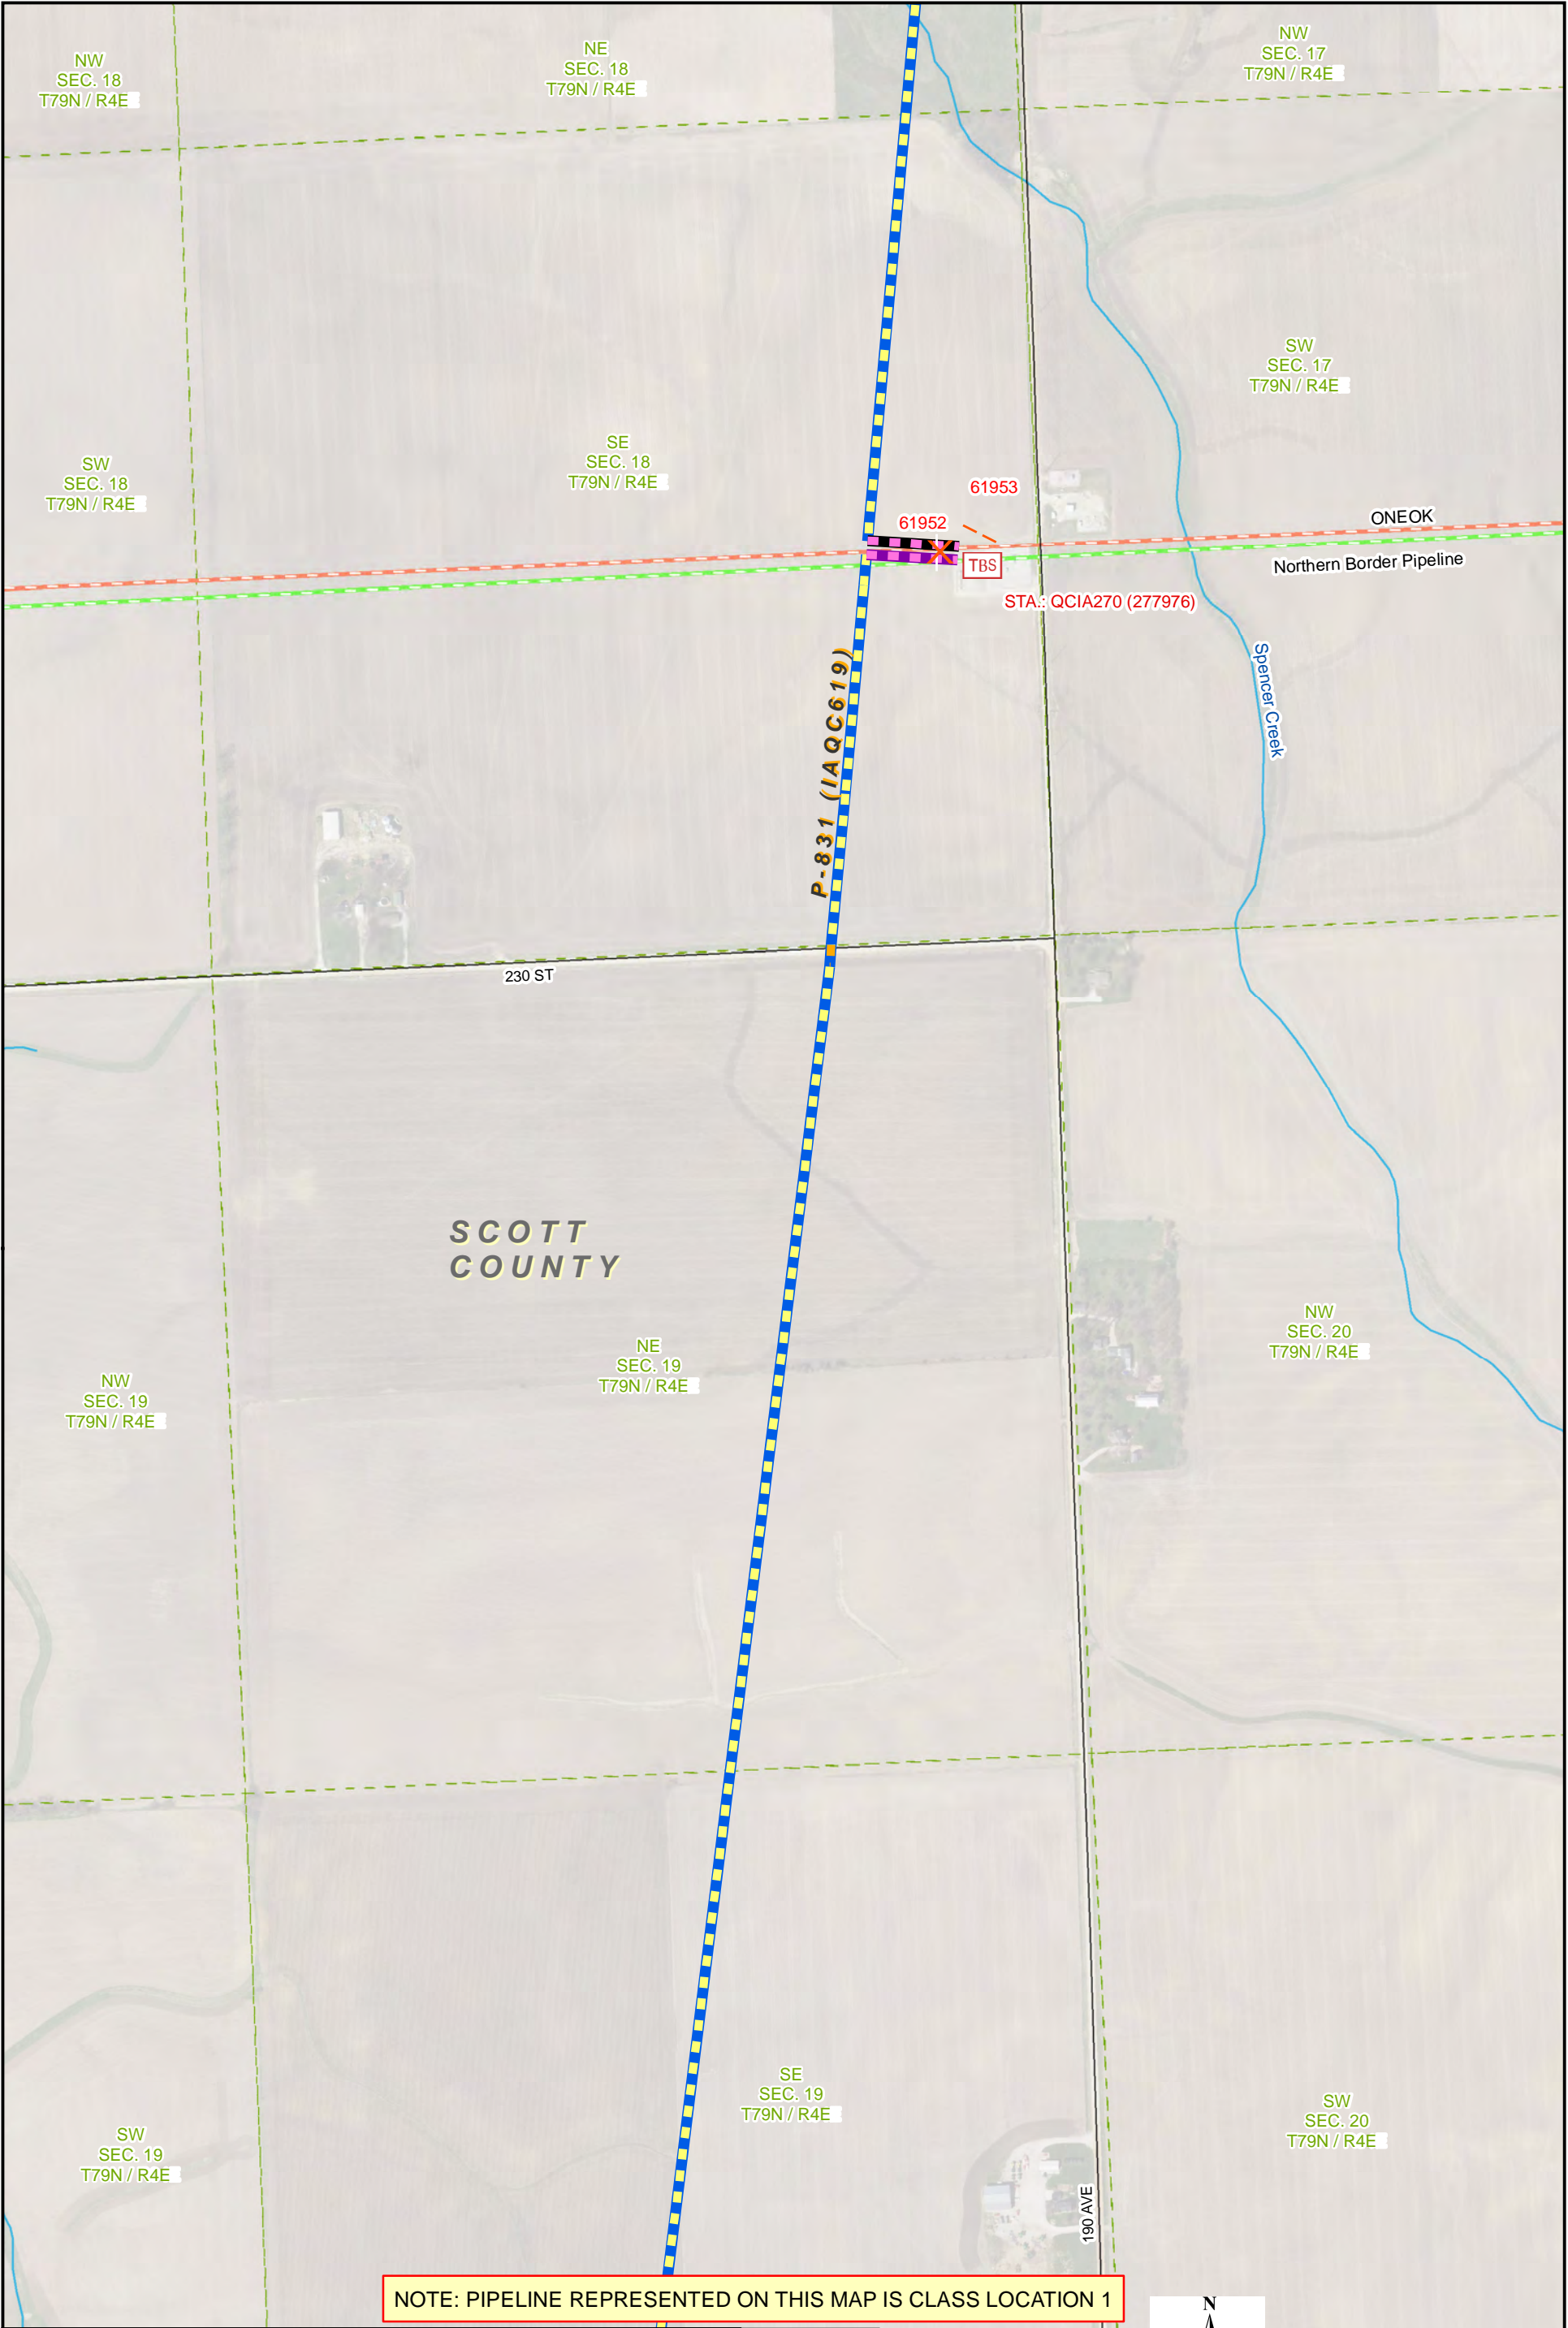 NW
SEC. 18
T79N / R4E
NE
SEC. 18
T79N / R4E
NW
SEC. 17
T79N / R4E
SW
SEC. 17
T79N / R4E
SW
SEC. 18
T79N / R4E
SE
SEC. 18
T79N / R4E
61953
61952
ONEOK
TBS
Northern Border Pipeline
STA.: QCIA270 (277976)
Spencer Creek
P-831 (IAQC619)
230 ST
SCOTT
COUNTY
NW
SEC. 19
T79N / R4E
NE
SEC. 19
T79N / R4E
NW
SEC. 20
T79N / R4E
SW
SEC. 19
T79N / R4E
SE
SEC. 19
T79N / R4E
SW
SEC. 20
T79N / R4E
190 AVE
NOTE: PIPELINE REPRESENTED ON THIS MAP IS CLASS LOCATION 1
N